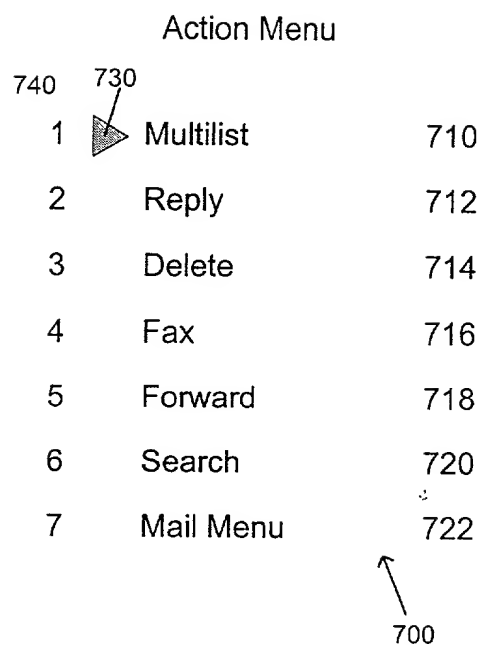 Action Menu
740 730
1 Multilist 710
2 Reply 712
3 Delete 714
4 Fax 716
5 Forward 718
6 Search 720
7 Mail Menu 722
700